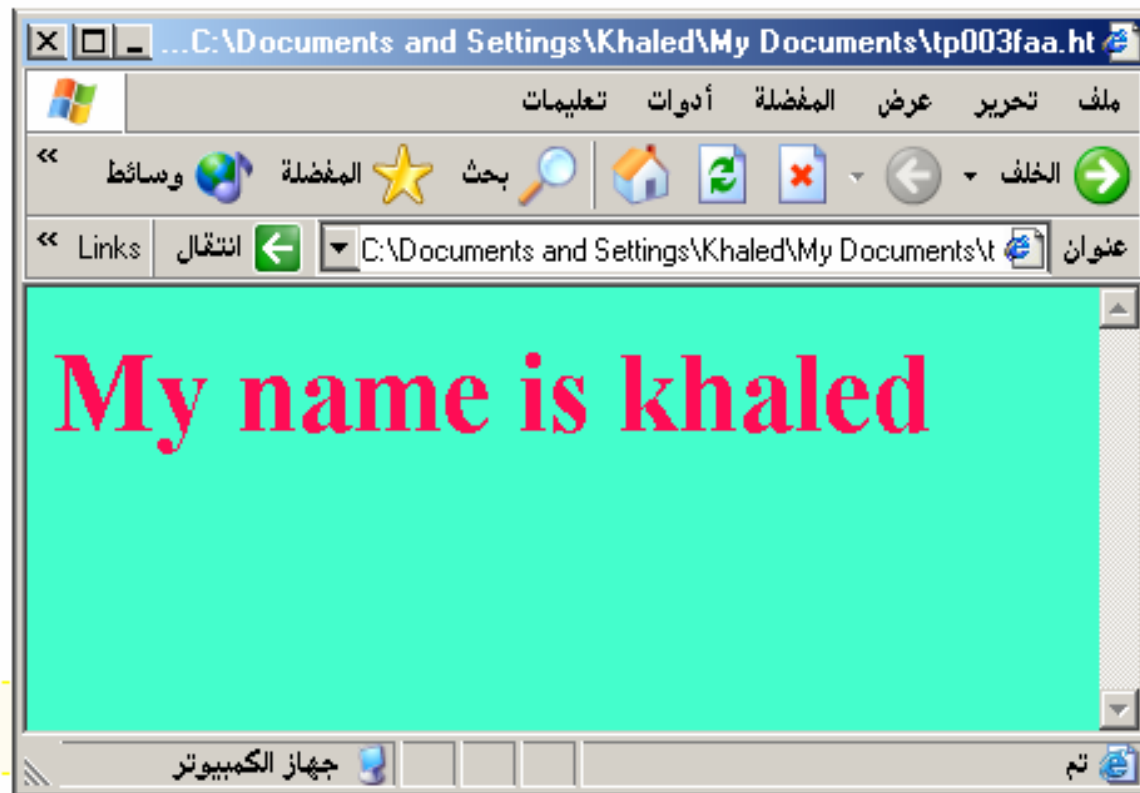 ...C:\Documents and Settings\Khaled\My Documents\tp003faa.ht
ملف تحرير عرض المفضلة أدوات تعليمات
الخلف بحث المفضلة وسائط »
عنوان C:\Documents and Settings\Khaled\My Documents\t انتقال Links »
My name is khaled
تم جهاز الكمبيوتر